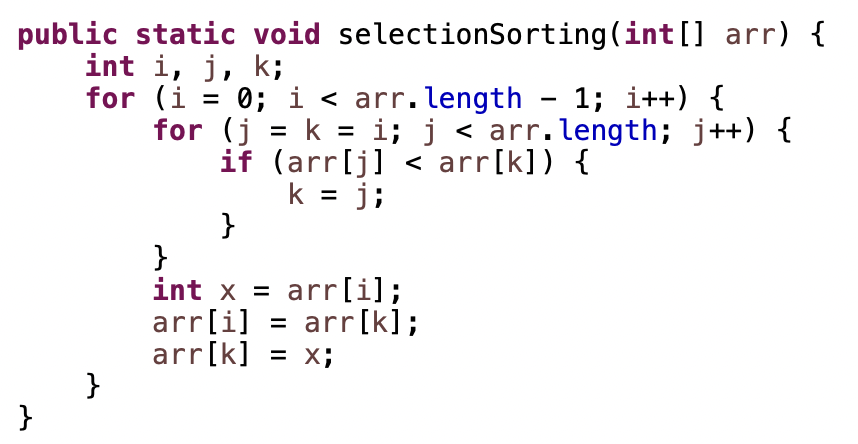 public static void selectionSorting(int[] arr) {
    int i, j, k;
    for (i = 0; i < arr.length - 1; i++) {
        for (j = k = i; j < arr.length; j++) {
            if (arr[j] < arr[k]) {
                k = j;
            }
        }
        int x = arr[i];
        arr[i] = arr[k];
        arr[k] = x;
    }
}